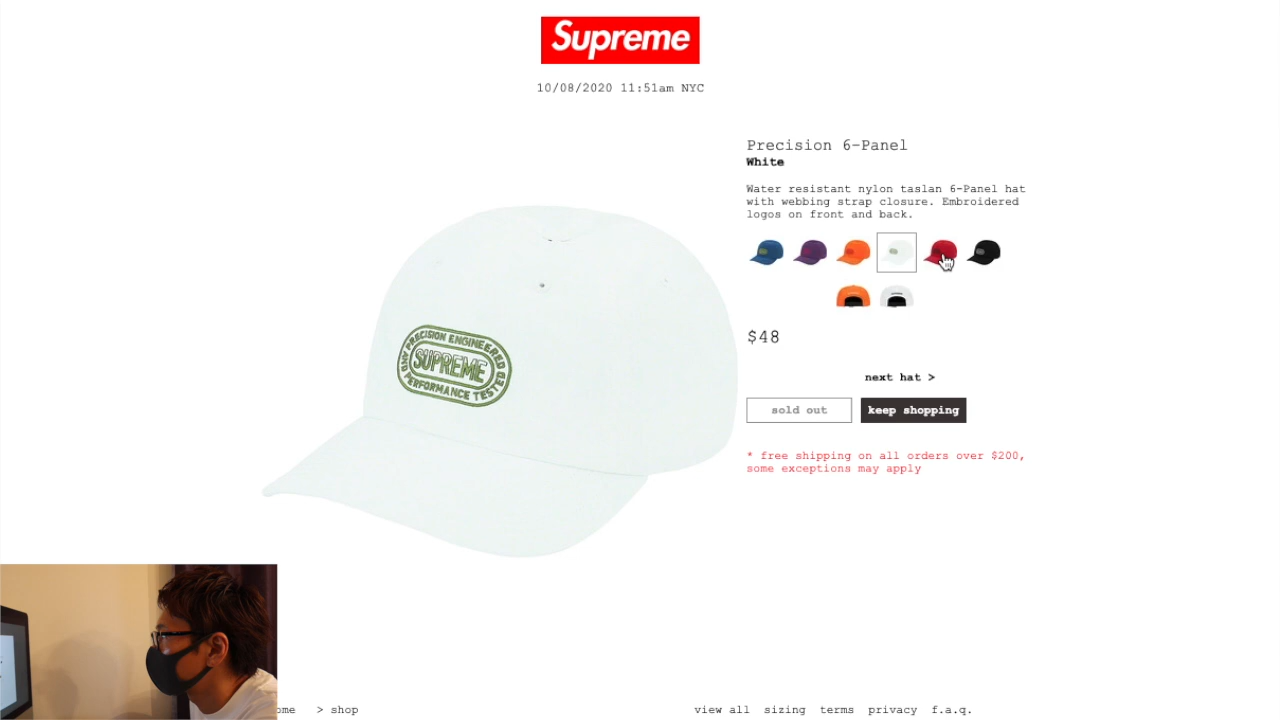 Supreme
10/08/2020 11:51am NYC
Precision 6-Panel
White
Water resistant nylon taslan 6-Panel hat
with webbing strap closure. Embroidered
logos on front and back.
PRECISION ENGINEERED
SUPREME
PERFORMANCE TESTED
$48
next hat >
sold out
keep shopping
* free shipping on all orders over $200,
some exceptions may apply
ome > shop
view all sizing terms privacy f.a.q.